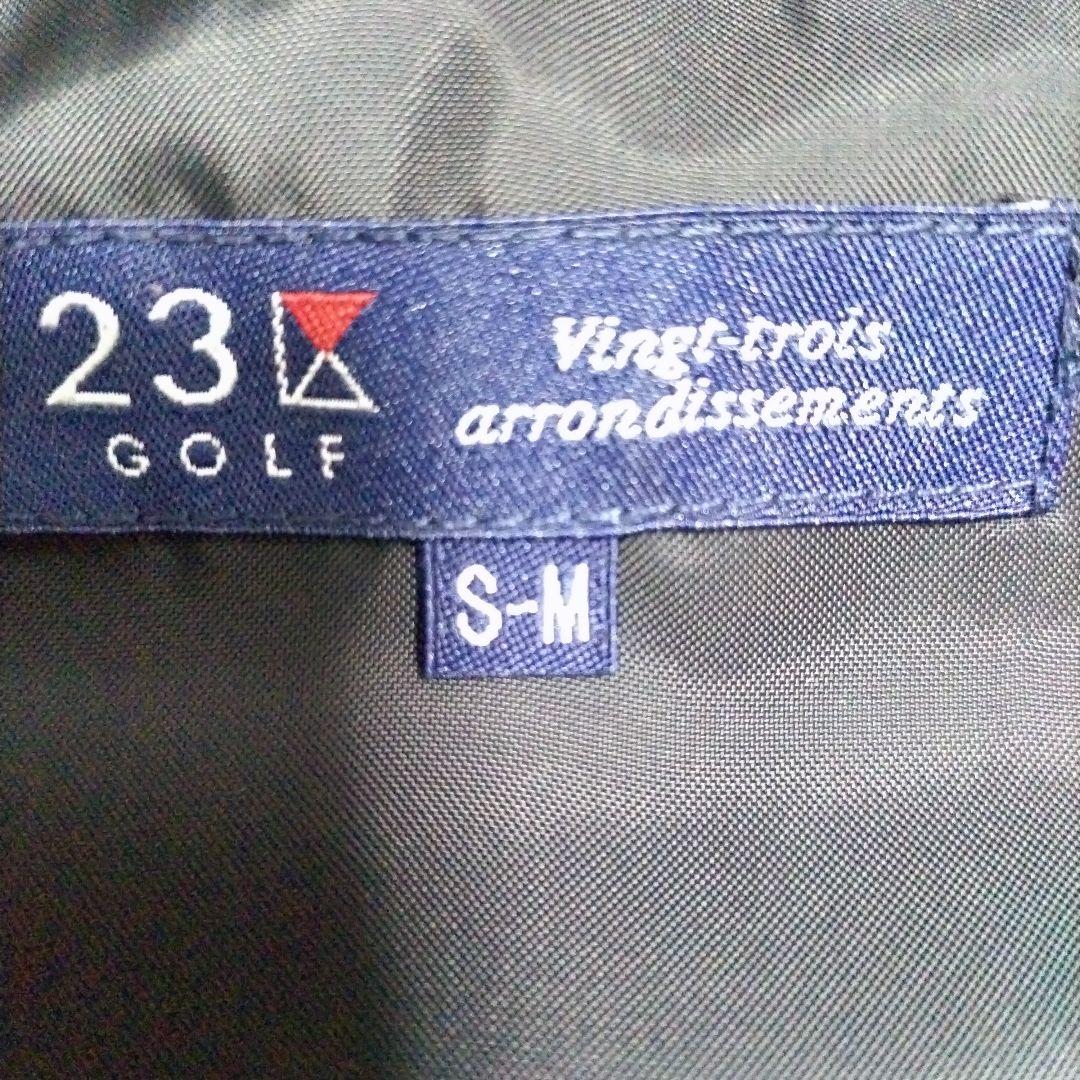 23
GOLF
Vingt-trois
arrondissements
S-M